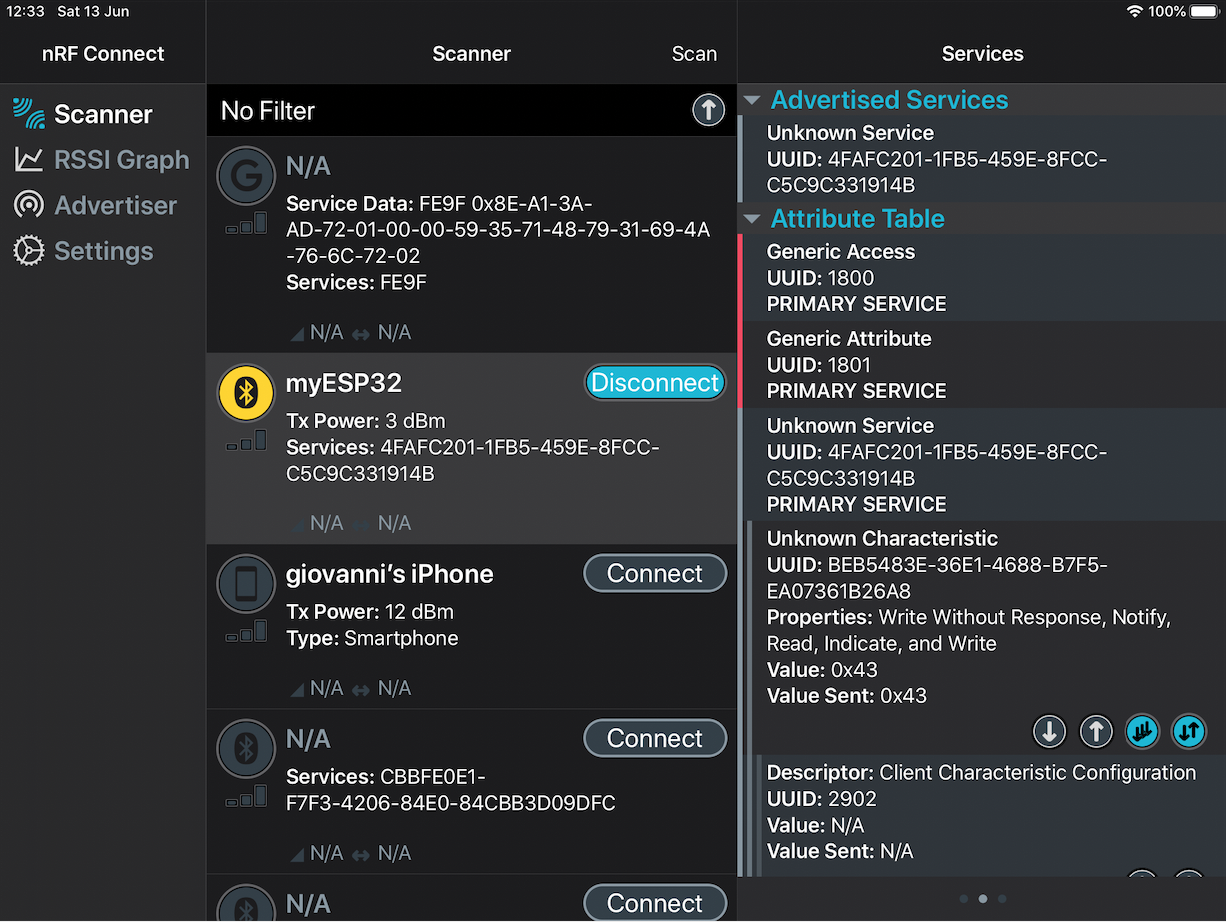 12:33 Sat 13 Jun
100%
nRF Connect
Scanner
RSSI Graph
Advertiser
Settings
Scanner
Scan
No Filter
G
N/A
Service Data: FE9F 0x8E-A1-3A-
AD-72-01-00-00-59-35-71-48-79-31-69-4A
-76-6C-72-02
Services: FE9F
N/A N/A
myESP32
Disconnect
Tx Power: 3 dBm
Services: 4FAFC201-1FB5-459E-8FCC-
C5C9C331914B
N/A N/A
giovanni’s iPhone
Connect
Tx Power: 12 dBm
Type: Smartphone
N/A N/A
N/A
Connect
Services: CBBFE0E1-
F7F3-4206-84E0-84CBB3D09DFC
N/A N/A
N/A
Connect
Services
Advertised Services
Unknown Service
UUID: 4FAFC201-1FB5-459E-8FCC-
C5C9C331914B
Attribute Table
Generic Access
UUID: 1800
PRIMARY SERVICE
Generic Attribute
UUID: 1801
PRIMARY SERVICE
Unknown Service
UUID: 4FAFC201-1FB5-459E-8FCC-
C5C9C331914B
PRIMARY SERVICE
Unknown Characteristic
UUID: BEB5483E-36E1-4688-B7F5-
EA07361B26A8
Properties: Write Without Response, Notify,
Read, Indicate, and Write
Value: 0x43
Value Sent: 0x43
Descriptor: Client Characteristic Configuration
UUID: 2902
Value: N/A
Value Sent: N/A